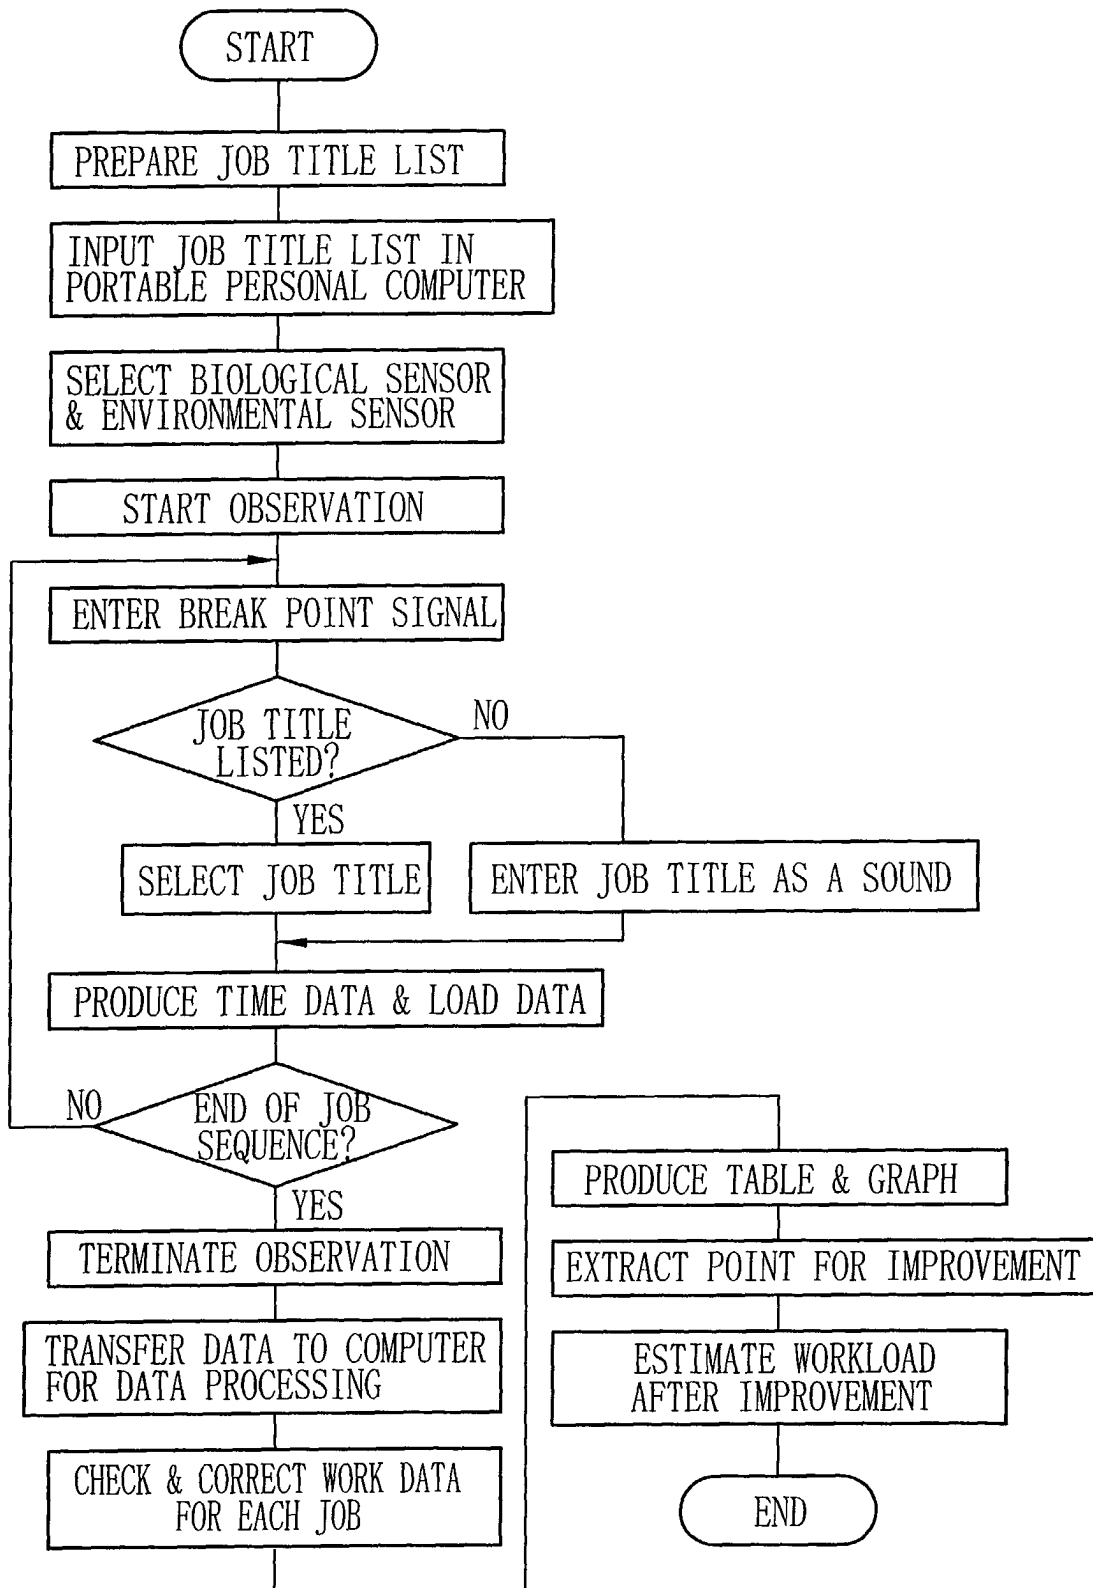 START
PREPARE JOB TITLE LIST
INPUT JOB TITLE LIST IN
PORTABLE PERSONAL COMPUTER
SELECT BIOLOGICAL SENSOR
& ENVIRONMENTAL SENSOR
START OBSERVATION
ENTER BREAK POINT SIGNAL
JOB TITLE
LISTED?
NO
YES
SELECT JOB TITLE
ENTER JOB TITLE AS A SOUND
PRODUCE TIME DATA & LOAD DATA
END OF JOB
SEQUENCE?
NO
YES
TERMINATE OBSERVATION
TRANSFER DATA TO COMPUTER
FOR DATA PROCESSING
CHECK & CORRECT WORK DATA
FOR EACH JOB
PRODUCE TABLE & GRAPH
EXTRACT POINT FOR IMPROVEMENT
ESTIMATE WORKLOAD
AFTER IMPROVEMENT
END